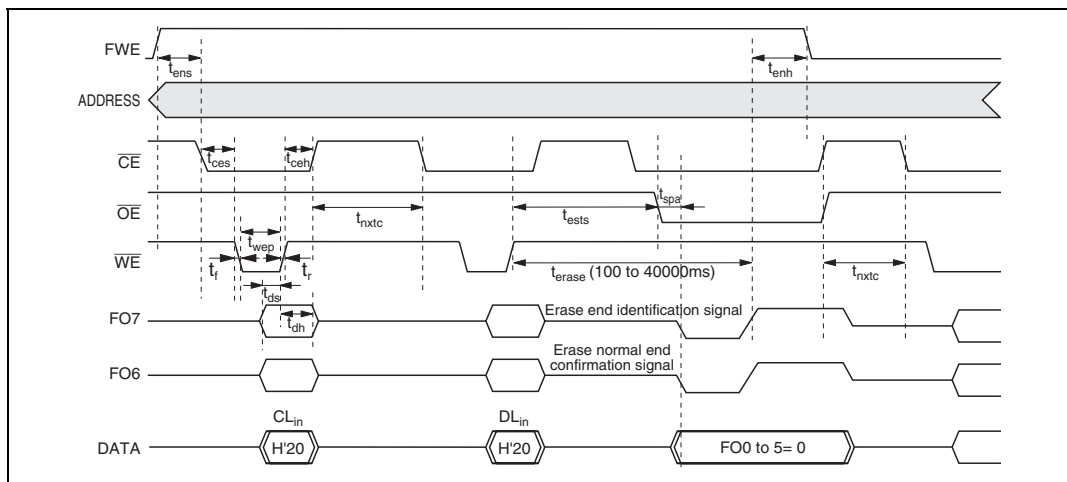 FWE
tens
tenh
ADDRESS
CE
tces
tceh
OE
tnxtc
tests
tspa
WE
twep
tf
tr
terase (100 to 40000ms)
tnxtc
tds
tdh
FO7
Erase end identification signal
FO6
Erase normal end
confirmation signal
CLin
DLin
DATA
H'20
H'20
FO0 to 5= 0